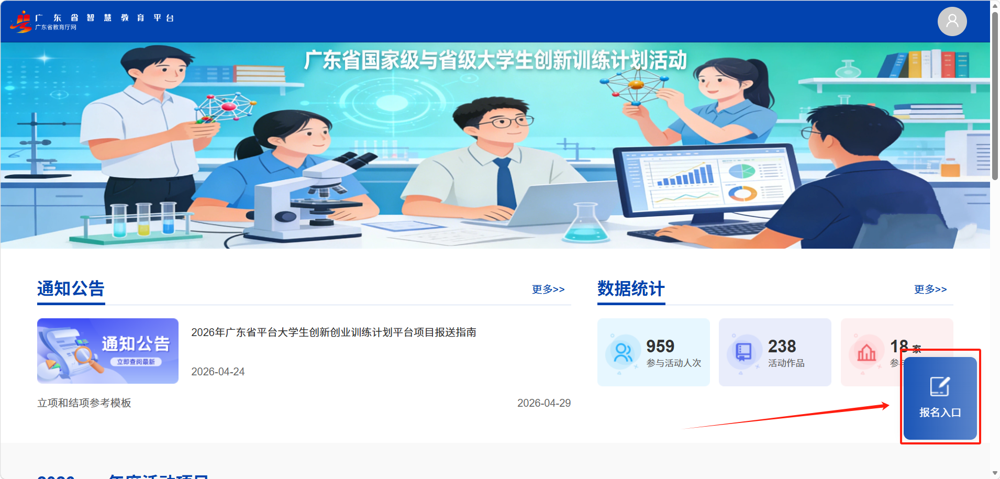 广东省智慧教育平台
广东省教育厅网
广东省国家级与省级大学生创新训练计划活动
通知公告
更多>>
数据统计
更多>>
通知公告
立即查阅最新
2026年广东省平台大学生创新创业训练计划平台项目报送指南
2026-04-24
立项和结项参考模板
2026-04-29
959
参与活动人次
238
活动作品
18 家
参
报名入口
年度活动项目